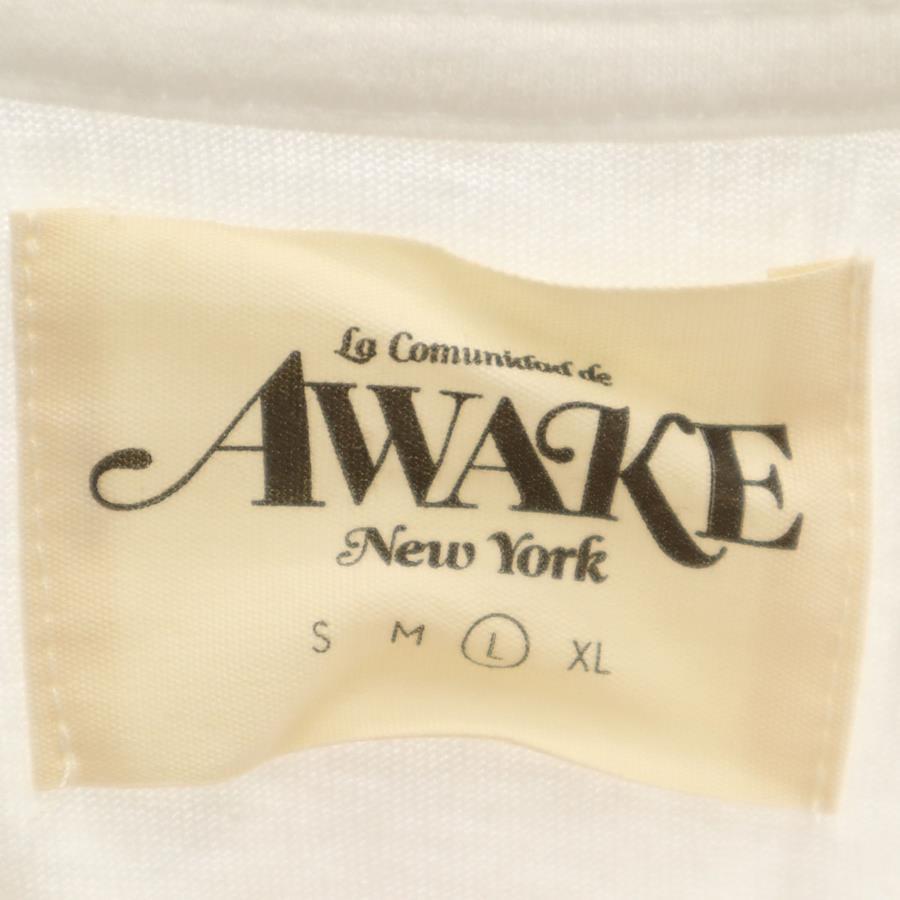 La Comunidad de
AWAKE
New York
S M L XL